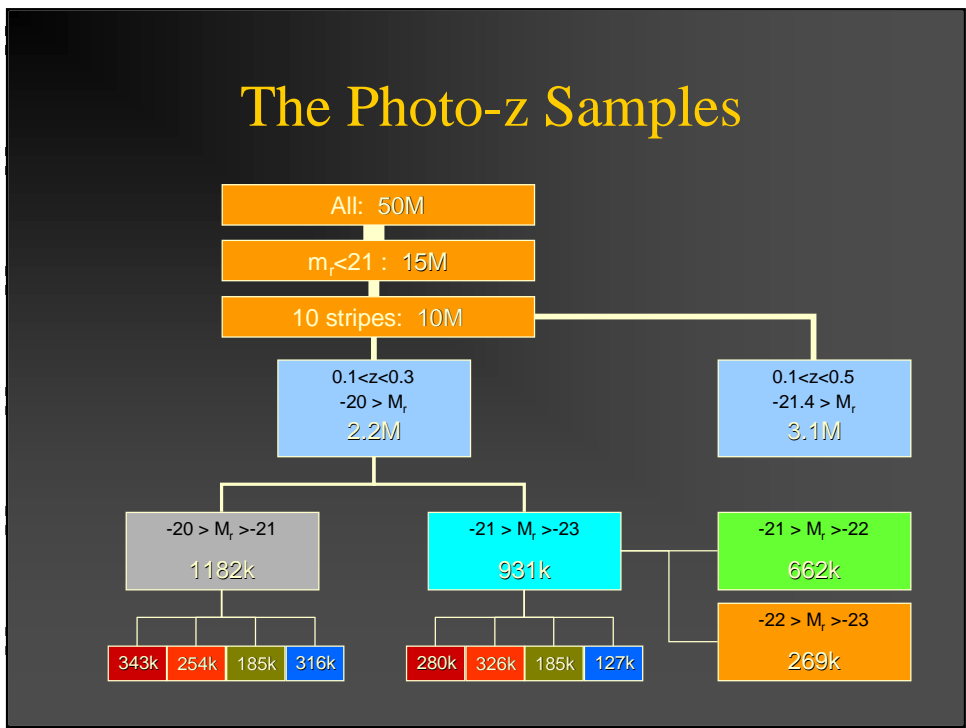 The Photo-z Samples
All: 50M
mr<21 : 15M
10 stripes: 10M
0.1<z<0.3
-20 > Mr
2.2M
0.1<z<0.5
-21.4 > Mr
3.1M
-20 > Mr >-21
1182k
-21 > Mr >-23
931k
-21 > Mr >-22
662k
-22 > Mr >-23
269k
343k 254k 185k 316k
280k 326k 185k 127k